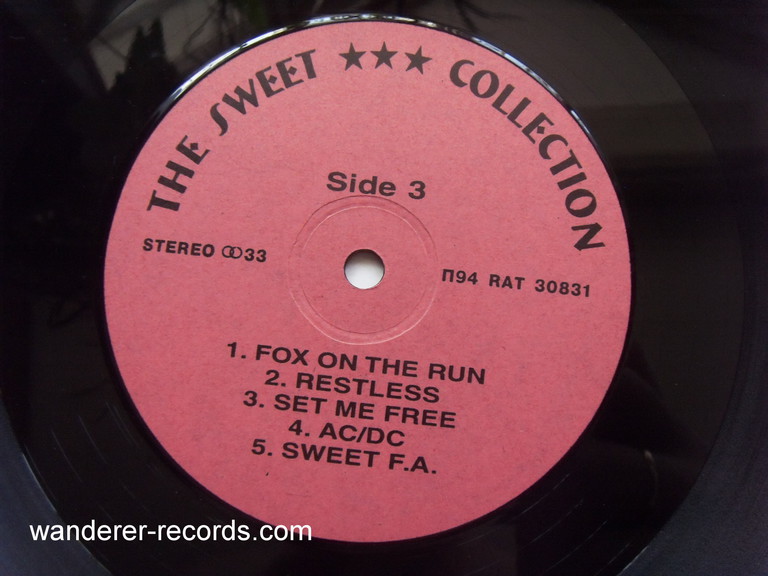 THE SWEET ★★★ COLLECTION
Side 3
STEREO ꝏ 33
П94 RAT 30831
1. FOX ON THE RUN
2. RESTLESS
3. SET ME FREE
4. AC/DC
5. SWEET F.A.
wanderer-records.com